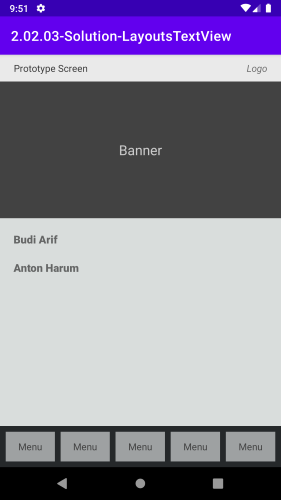 9:51
2.02.03-Solution-LayoutsTextView
Prototype Screen Logo
Banner
Budi Arif
Anton Harum
Menu Menu Menu Menu Menu